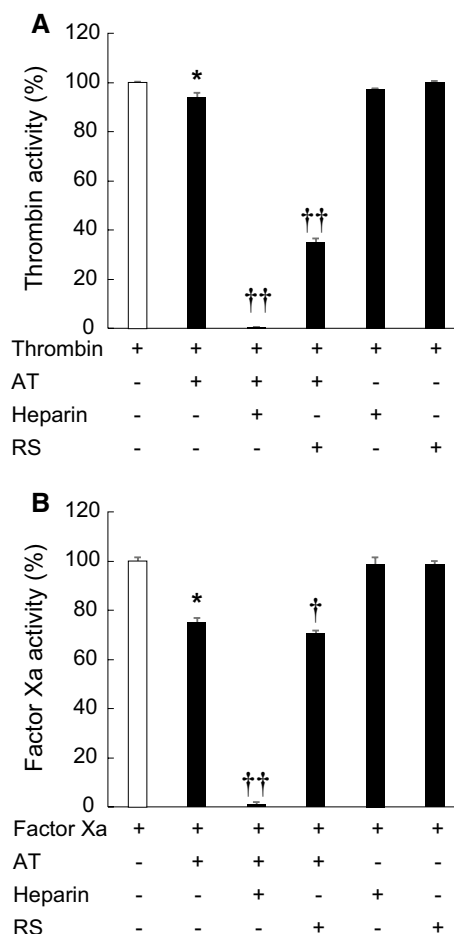 A
Thrombin activity (%)
120
100
80
60
40
20
0
*
††
††
Thrombin + + + + + +
AT - + + + - -
Heparin - - + - + -
RS - - - + - +
B
Factor Xa activity (%)
120
100
80
60
40
20
0
*
††
†
Factor Xa + + + + + +
AT - + + + - -
Heparin - - + - + -
RS - - - + - +